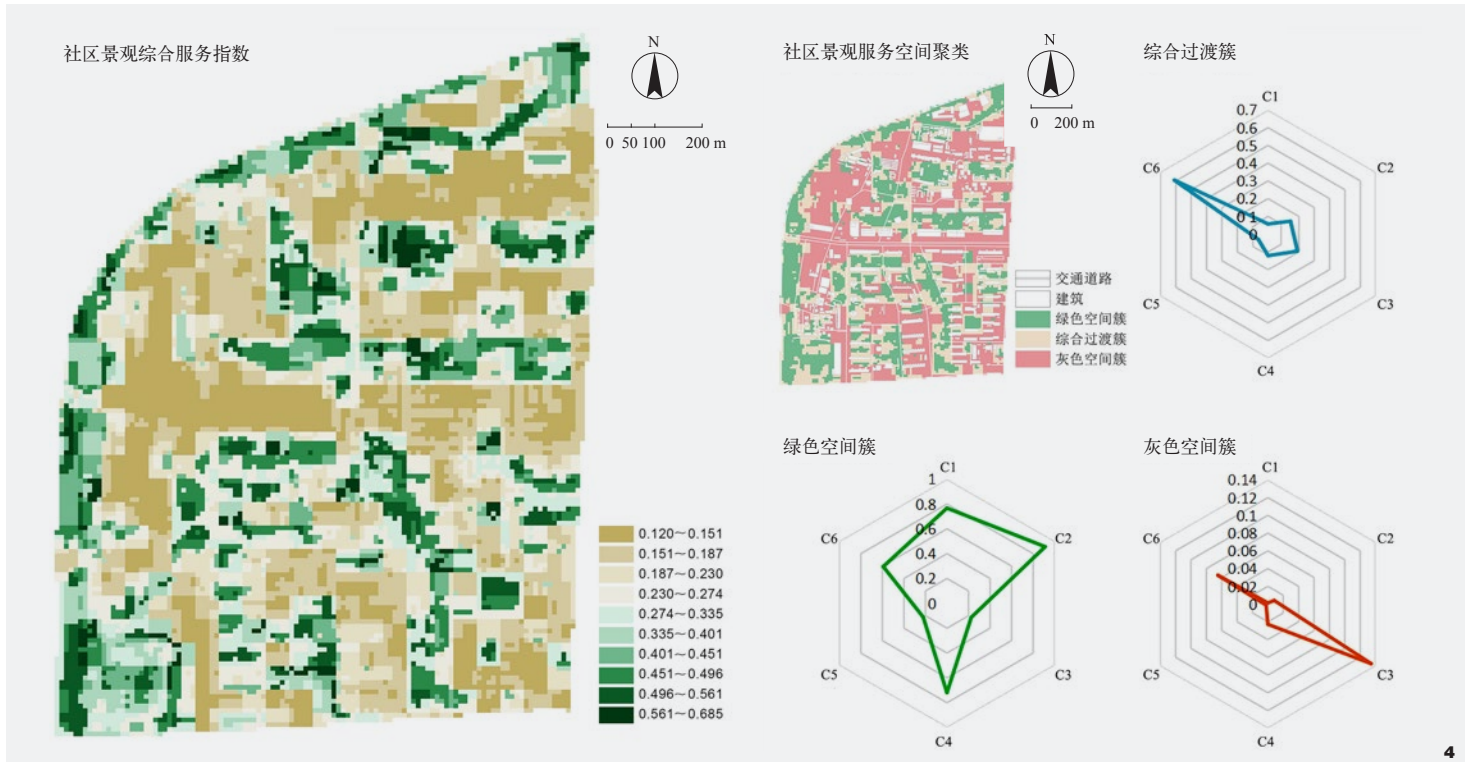 社区景观综合服务指数
N
0 50 100 200 m
0.120～0.151
0.151～0.187
0.187～0.230
0.230～0.274
0.274～0.335
0.335～0.401
0.401～0.451
0.451～0.496
0.496～0.561
0.561～0.685
社区景观服务空间聚类
N
0 200 m
交通道路
建筑
绿色空间簇
综合过渡簇
灰色空间簇
综合过渡簇
C1
0.7
0.6
0.5
0.4
0.3
0.2
0.1
0
C2
C3
C4
C5
C6
绿色空间簇
C1
1
0.8
0.6
0.4
0.2
0
C2
C3
C4
C5
C6
灰色空间簇
C1
0.14
0.12
0.1
0.08
0.06
0.04
0.02
0
C2
C3
C4
C5
C6
4